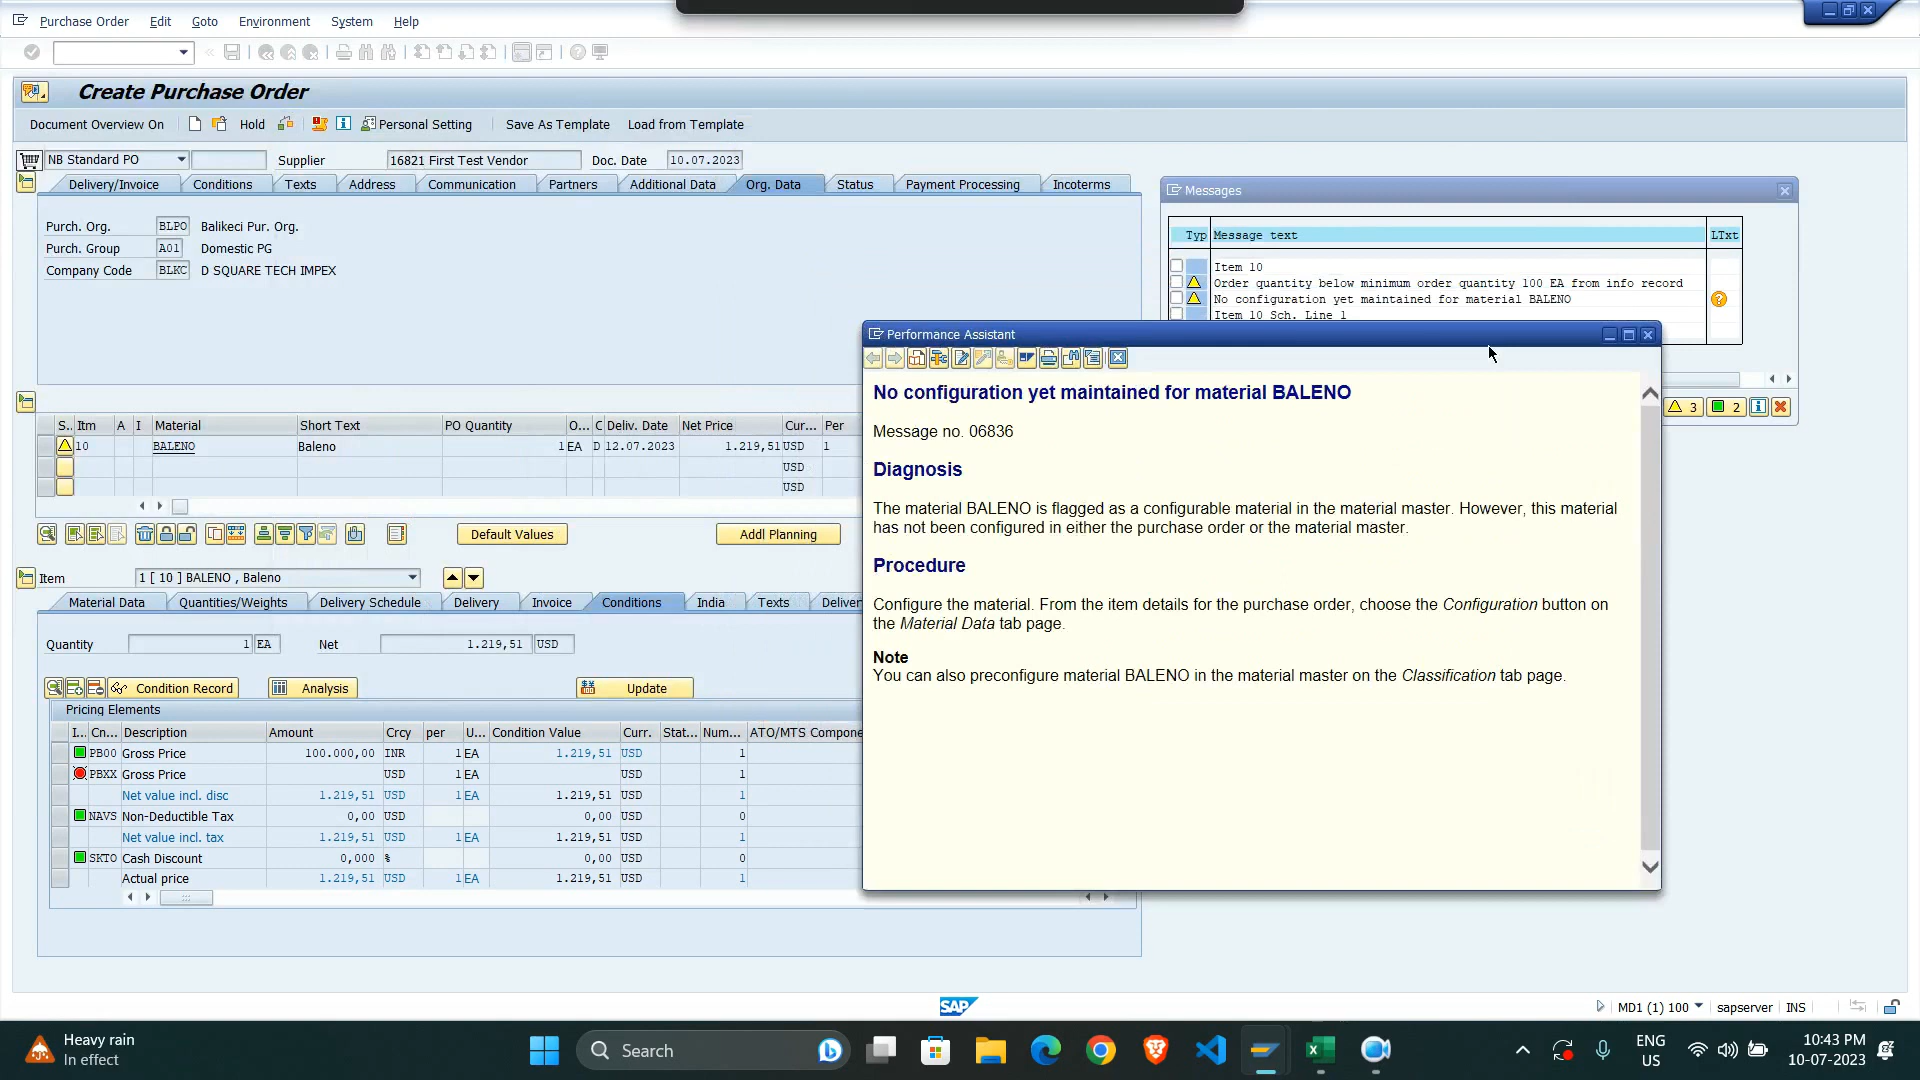 Purchase Order Edit Goto Environment System Help
Create Purchase Order
Document Overview On Hold Personal Setting Save As Template Load from Template
NB Standard PO Supplier 16821 First Test Vendor Doc. Date 10.07.2023
Delivery/Invoice Conditions Texts Address Communication Partners Additional Data Org. Data Status Payment Processing Incoterms
Purch. Org. BLPO Balikeci Pur. Org.
Purch. Group A01 Domestic PG
Company Code BLKC D SQUARE TECH IMPEX
Messages
Typ Message text LTxt
Item 10
Order quantity below minimum order quantity 100 EA from info record
No configuration yet maintained for material BALENO
Item 10 Sch. Line 1
3 2
S.. Itm A I Material Short Text PO Quantity O... C Deliv. Date Net Price Cur... Per
10 BALENO Baleno 1 EA D 12.07.2023 1.219,51 USD 1
USD
USD
Default Values Addl Planning
Item 1 [ 10 ] BALENO , Baleno
Material Data Quantities/Weights Delivery Schedule Delivery Invoice Conditions India Texts Deliver
Quantity 1 EA Net 1.219,51 USD
Condition Record Analysis Update
Pricing Elements
I.. Cn... Description Amount Crcy per U... Condition Value Curr. Stat... Num... ATO/MTS Compone
PB00 Gross Price 100.000,00 INR 1 EA 1.219,51 USD 1
PBXX Gross Price USD 1 EA USD 1
Net value incl. disc 1.219,51 USD 1 EA 1.219,51 USD 1
NAVS Non-Deductible Tax 0,00 USD 0,00 USD 0
Net value incl. tax 1.219,51 USD 1 EA 1.219,51 USD 1
SKTO Cash Discount 0,000 % 0,00 USD 0
Actual price 1.219,51 USD 1 EA 1.219,51 USD 1
Performance Assistant
No configuration yet maintained for material BALENO
Message no. 06836
Diagnosis
The material BALENO is flagged as a configurable material in the material master. However, this material
has not been configured in either the purchase order or the material master.
Procedure
Configure the material. From the item details for the purchase order, choose the Configuration button on
the Material Data tab page.
Note
You can also preconfigure material BALENO in the material master on the Classification tab page.
SAP
MD1 (1) 100 sapserver INS
Heavy rain
In effect
Search
ENG
US
10:43 PM
10-07-2023